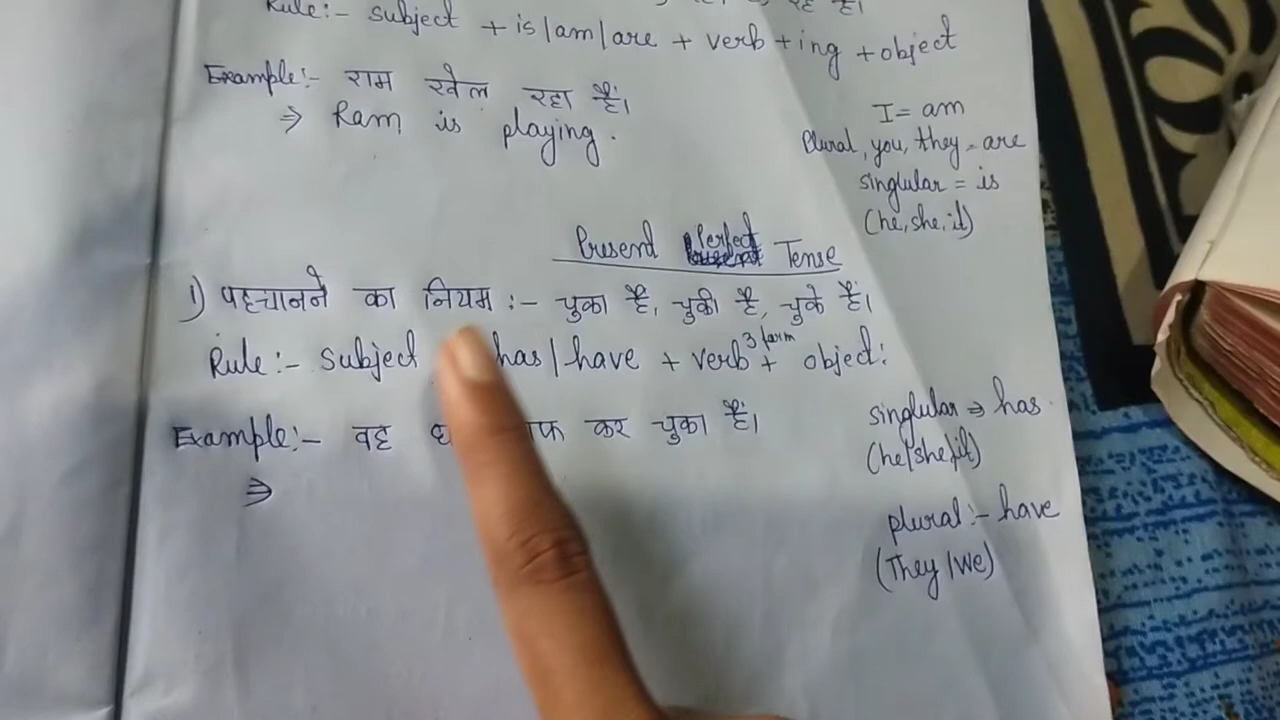 Rule:- subject + is/am/are + verb + ing + object
Example:- राम खेल रहा हैं।
⇒ Ram is playing.
I = am
Plural, you, they = are
singlular = is
(he, she, it)
Present Perfect Tense
1) पहचानने का नियम :- चुका है, चुकी है, चुके हैं।
Rule:- subject has/have + verb 3 form + object:
Example:- वह कर चुका हैं।
⇒
singlular ⇒ has
(he/she/it)
plural:- have
(They/We)